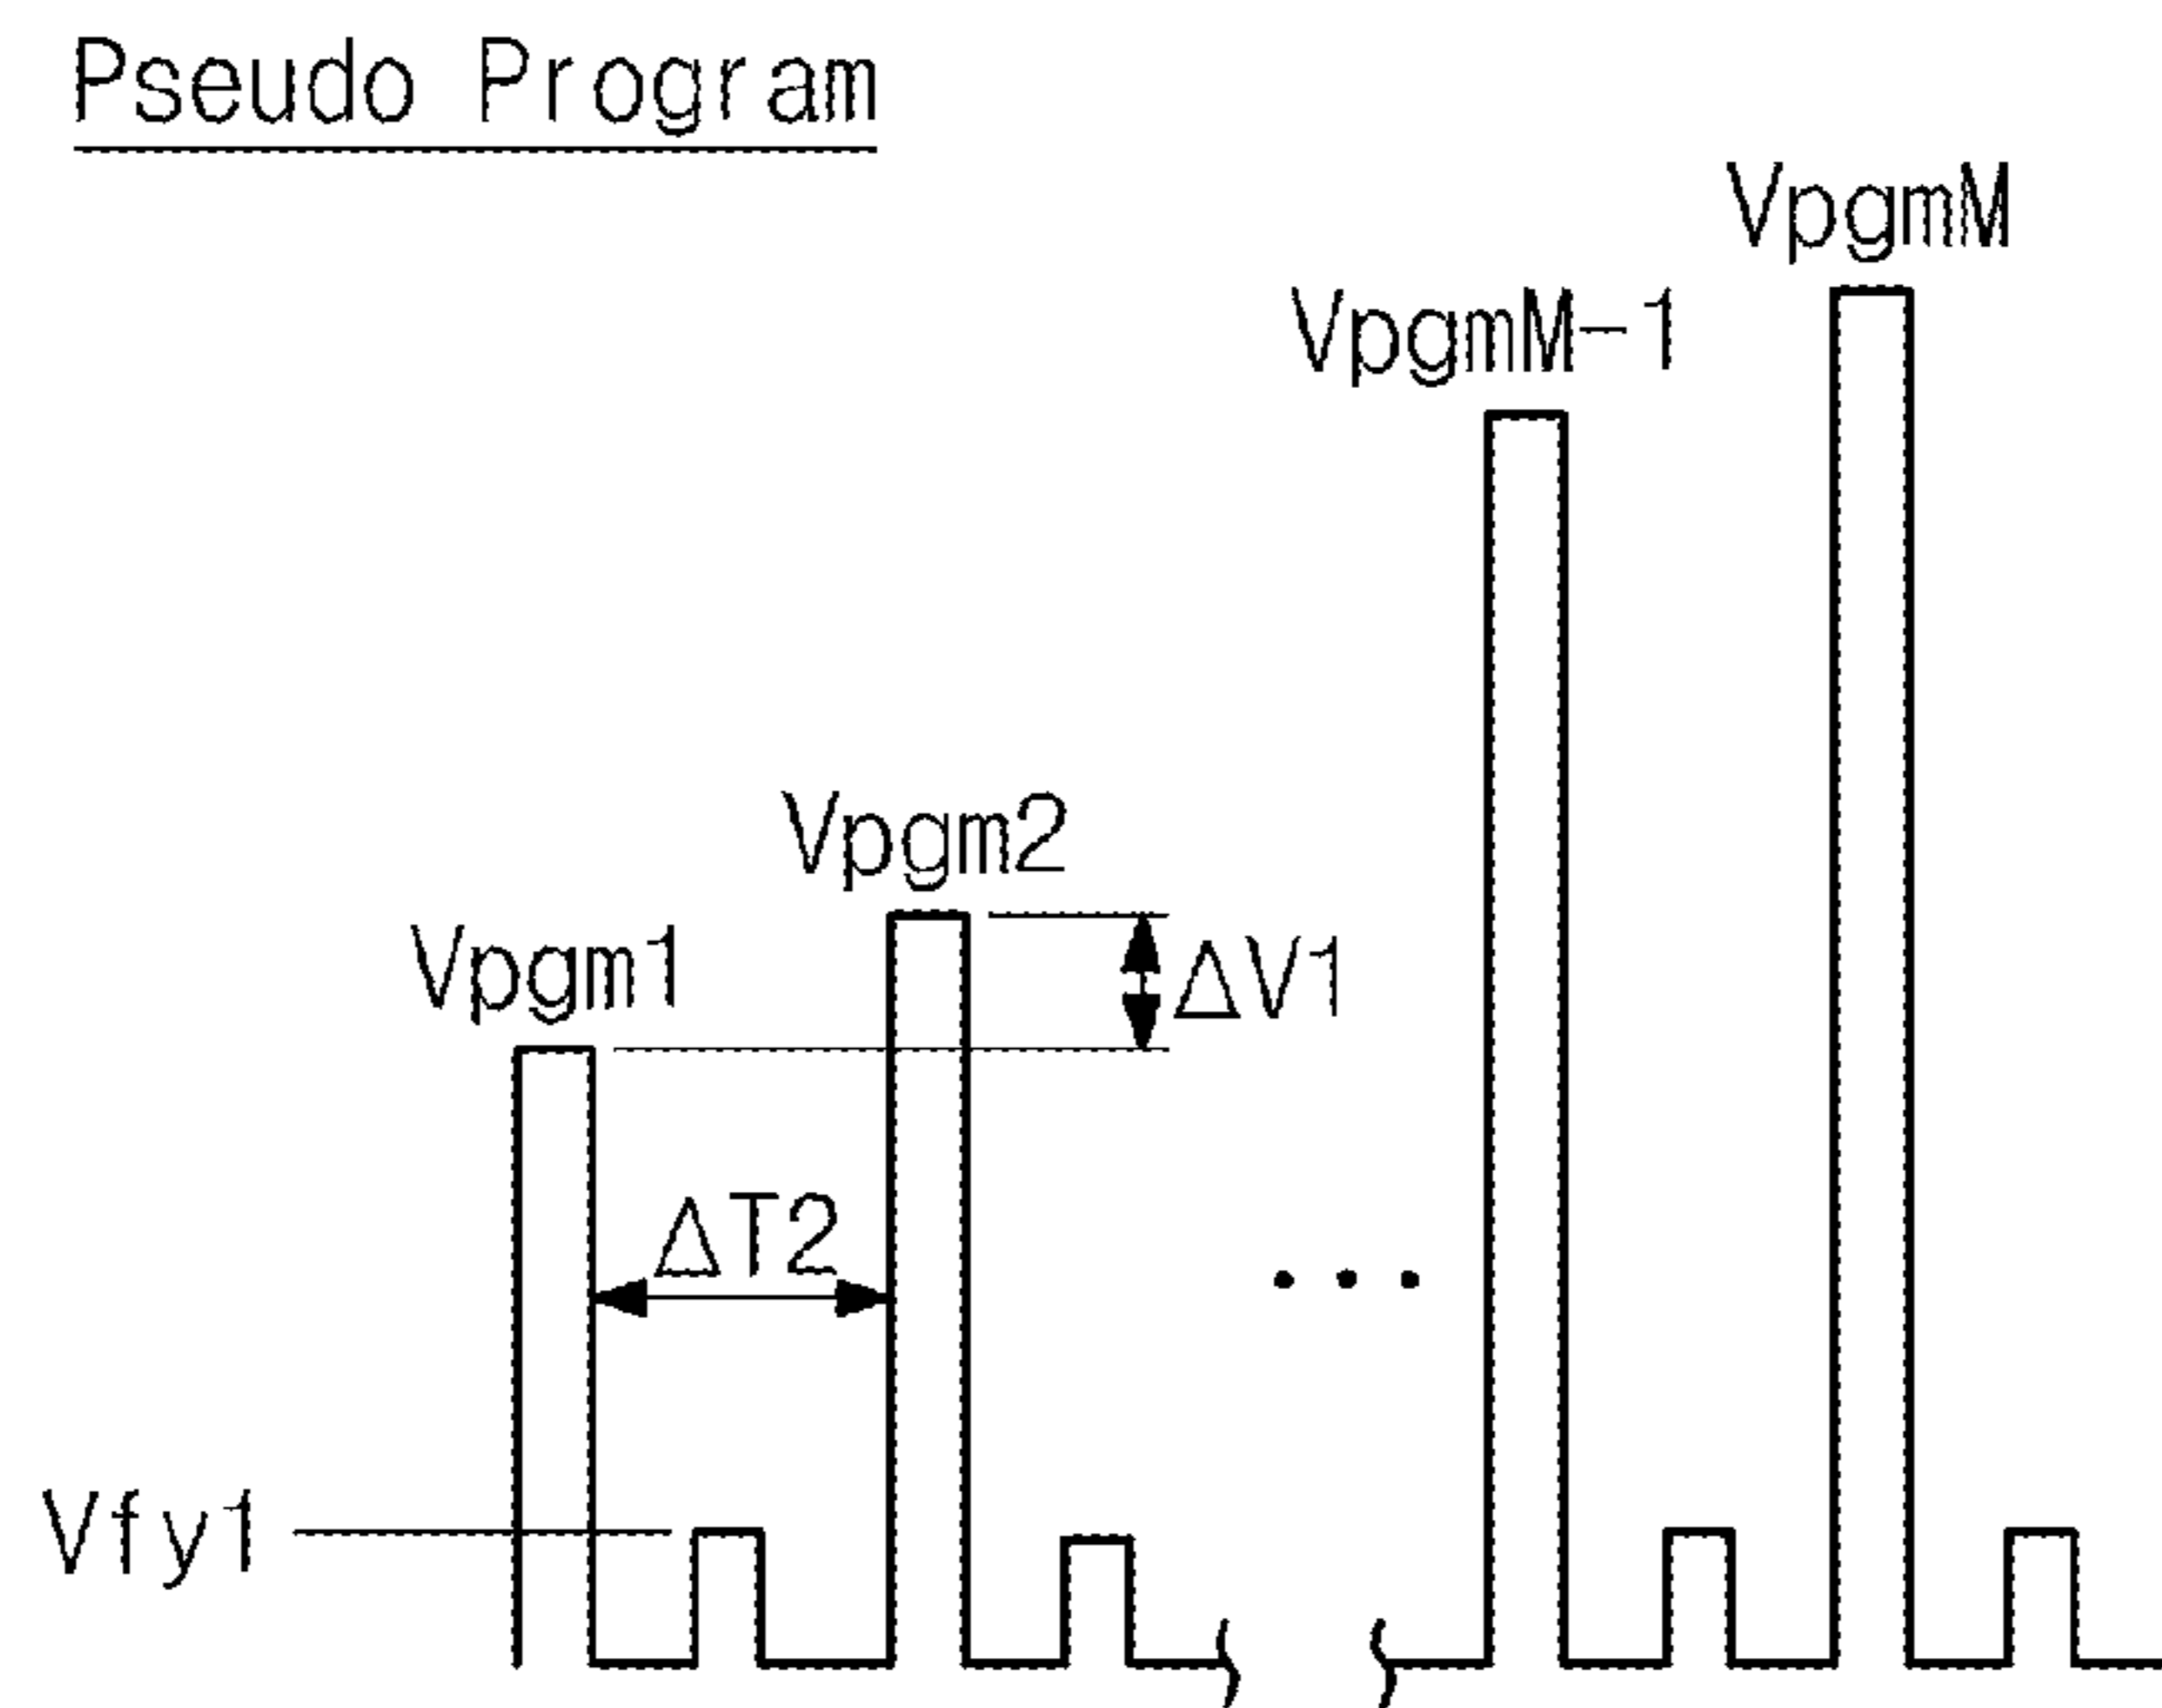 Pseudo Program
VpgmM
VpgmM-1
Vpgm2
Vpgm1
ΔV1
ΔT2
Vfy1